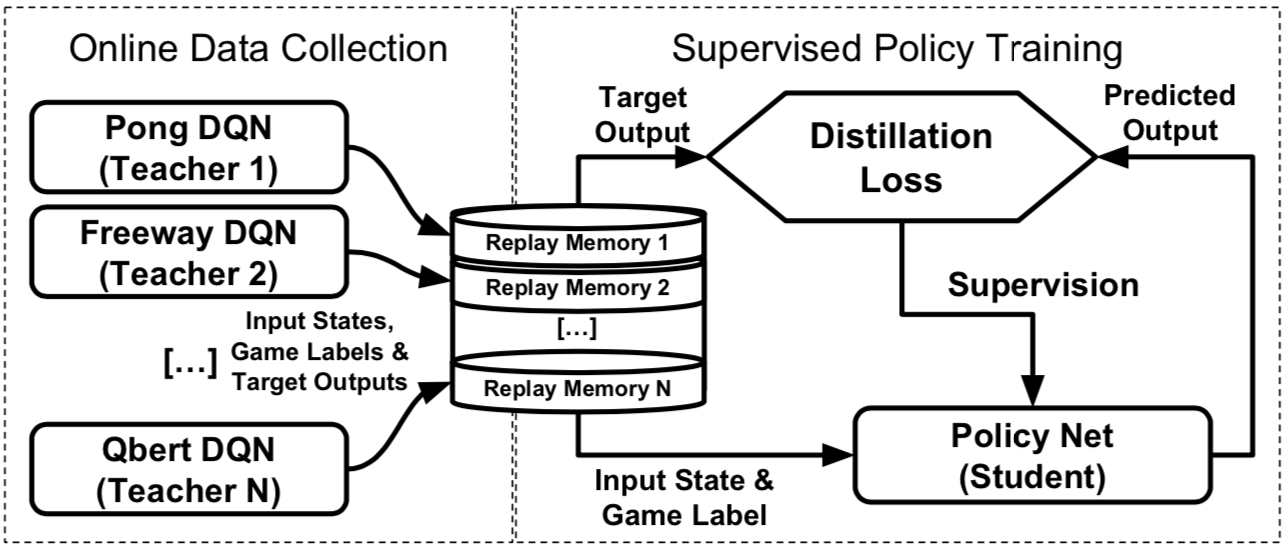 Online Data Collection
Pong DQN
(Teacher 1)
Freeway DQN
(Teacher 2)
[...]
Input States,
Game Labels &
Target Outputs
Qbert DQN
(Teacher N)
Replay Memory 1
Replay Memory 2
[...]
Replay Memory N
Supervised Policy Training
Target
Output
Distillation
Loss
Predicted
Output
Supervision
Policy Net
(Student)
Input State &
Game Label